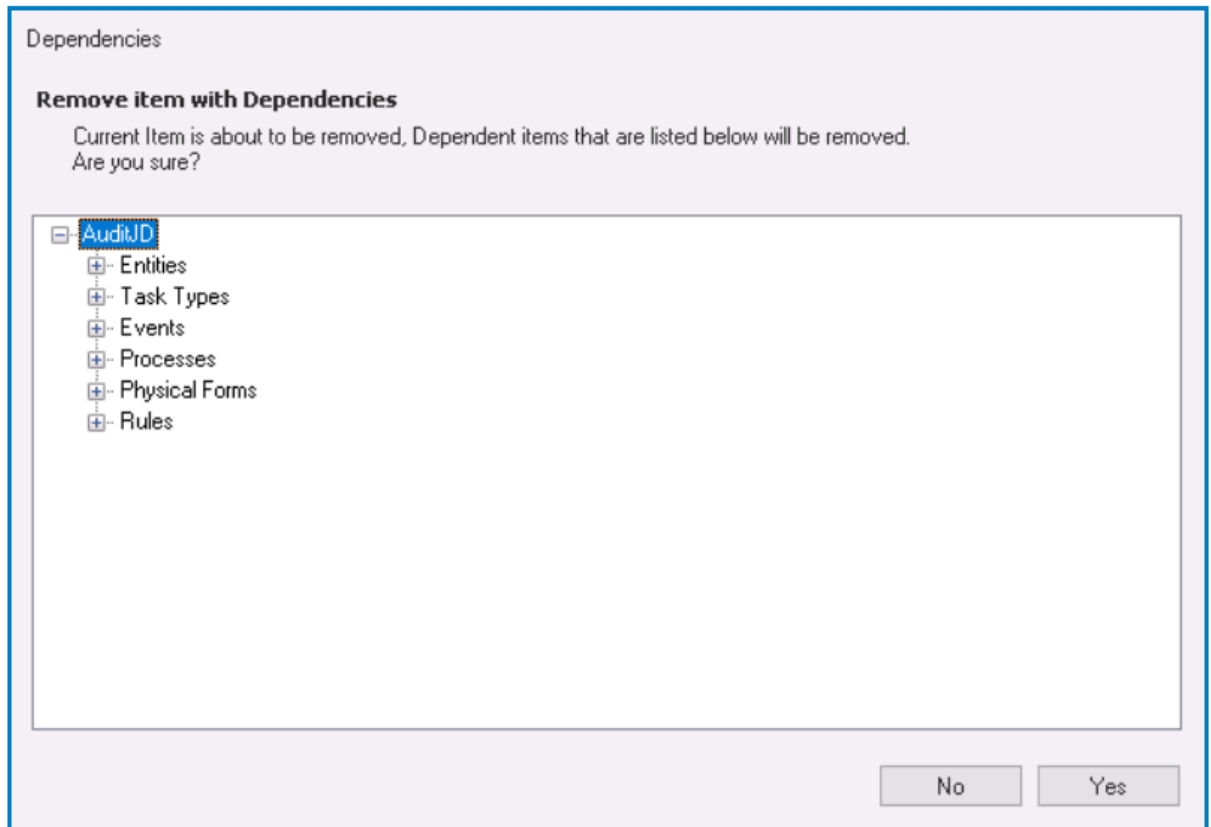 Dependencies
Remove item with Dependencies
Current Item is about to be removed, Dependent items that are listed below will be removed.
Are you sure?
AuditJD
Entities
Task Types
Events
Processes
Physical Forms
Rules
No Yes